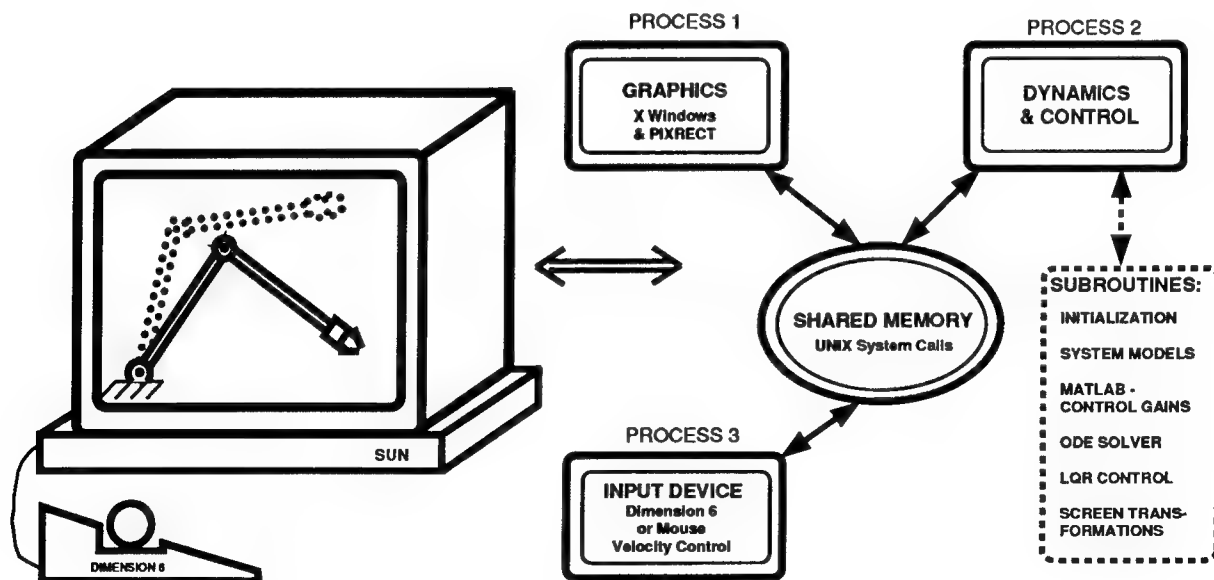 PROCESS 1
PROCESS 2
GRAPHICS
X Windows
& PIXRECT
DYNAMICS
& CONTROL
SHARED MEMORY
UNIX System Calls
SUBROUTINES:
INITIALIZATION
SYSTEM MODELS
MATLAB -
CONTROL GAINS
ODE SOLVER
LQR CONTROL
SCREEN TRANS-
FORMATIONS
PROCESS 3
INPUT DEVICE
Dimension 6
or Mouse
Velocity Control
SUN
DIMENSION 6